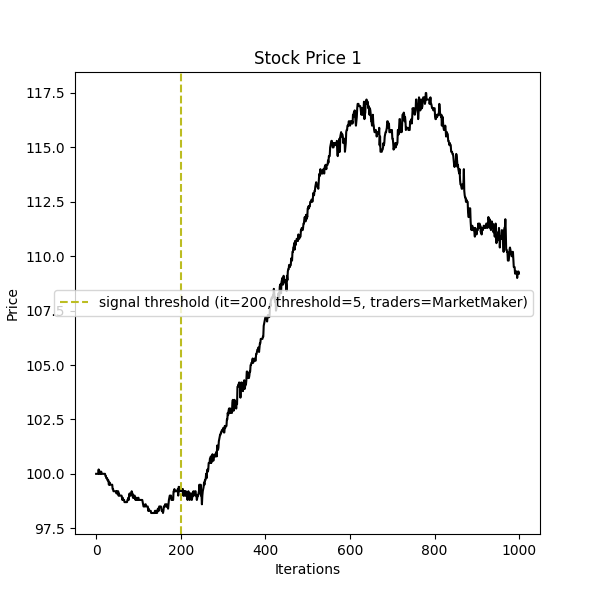 Stock Price 1
117.5
115.0
112.5
110.0
107.5
105.0
102.5
100.0
97.5
Price
signal threshold (it=200, threshold=5, traders=MarketMaker)
0 200 400 600 800 1000
Iterations